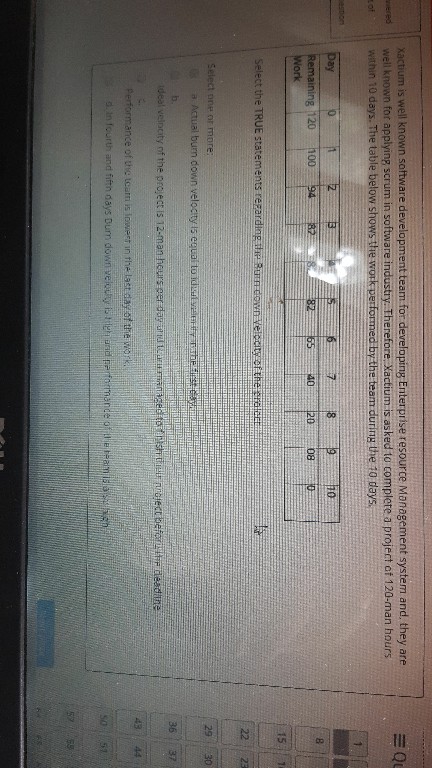 Xactium is well known software development team for developing Enterprise resource Management system and, they are
well known for applying scrum in software industry. Therefore, Xactium is asked to complete a project of 120-man hours
within 10 days. The table below shows the work performed by the team during the 10 days.
Day 0 1 2 3 5 6 7 8 9 10
Remaining 120 100 94 82 82 65 40 20 08 0
Work
Select the TRUE statements regarding the Burn down velocity of the project
Select one or more:
a. Actual burn down velocity is equal to ideal velocity in the first day.
b.
Ideal velocity of the project is 12-man hours per day and team managed to finish the project before the deadline
c.
Performance of the team is lowest in the last day of the work.
d. In fourth and fifth days Burn down velocity is high and performance of the team is also high
Qu
1
8
15
22 23
29 30
36 37
43 44
50 51
57 58